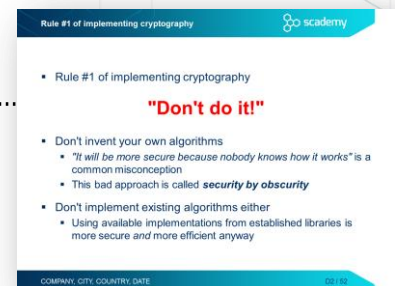 Rule #1 of implementing cryptography
scademy
▪ Rule #1 of implementing cryptography
"Don't do it!"
▪ Don't invent your own algorithms
▪ "It will be more secure because nobody knows how it works" is a
common misconception
▪ This bad approach is called security by obscurity
▪ Don't implement existing algorithms either
▪ Using available implementations from established libraries is
more secure and more efficient anyway
COMPANY, CITY, COUNTRY, DATE
D2 / 52